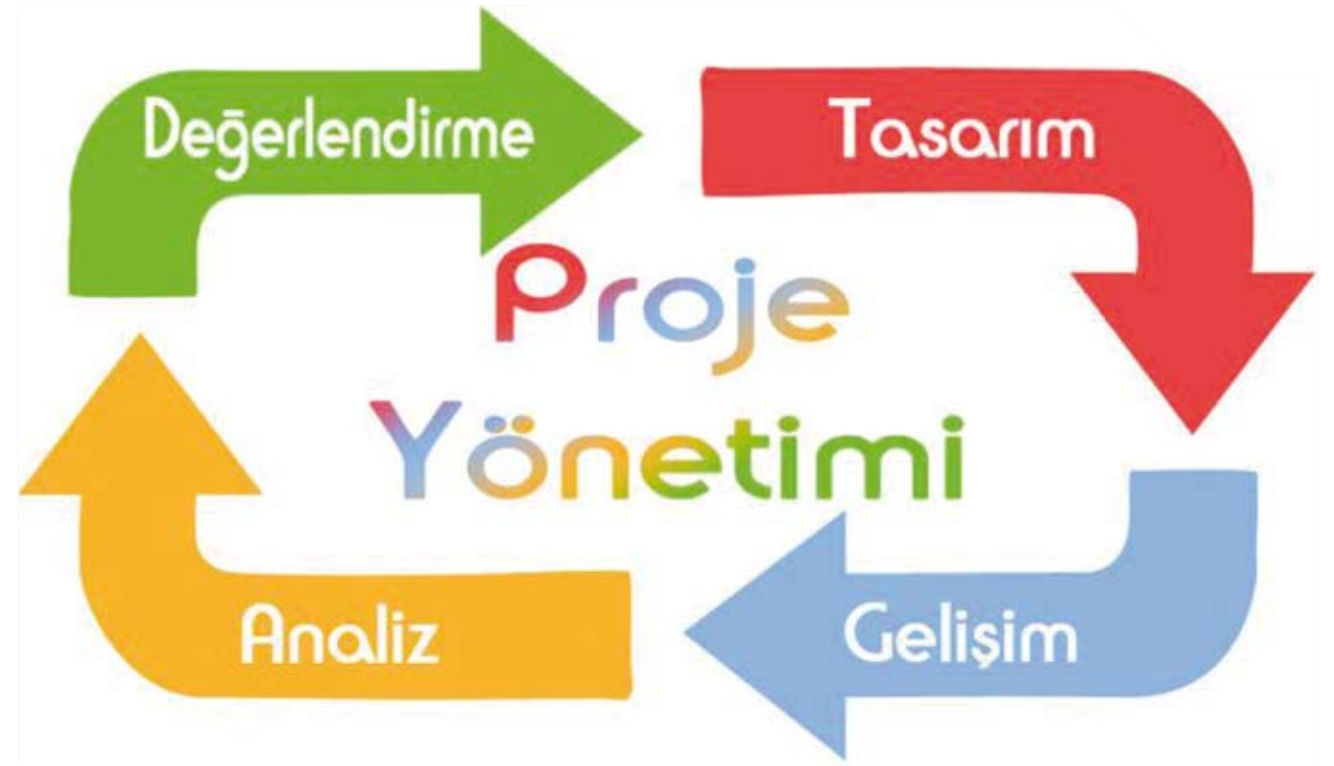 Değerlendirme
Tasarım
Proje
Yönetimi
Analiz
Gelişim